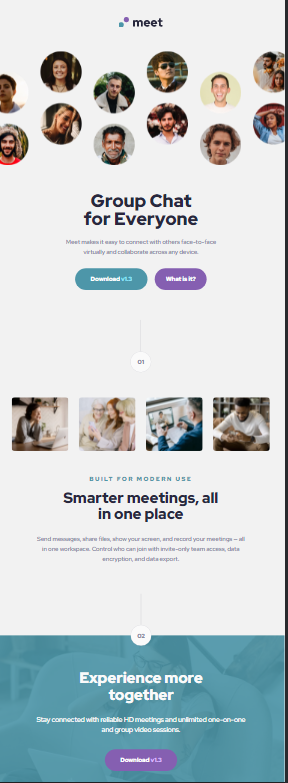 meet
Group Chat
for Everyone
Meet makes it easy to connect with others face-to-face
virtually and collaborate across any device.
Download v1.3
What is it?
01
BUILT FOR MODERN USE
Smarter meetings, all
in one place
Send messages, share files, show your screen, and record your meetings — all
in one workspace. Control who can join with invite-only team access, data
encryption, and data export.
02
Experience more
together
Stay connected with reliable HD meetings and unlimited one-on-one
and group video sessions.
Download v1.3